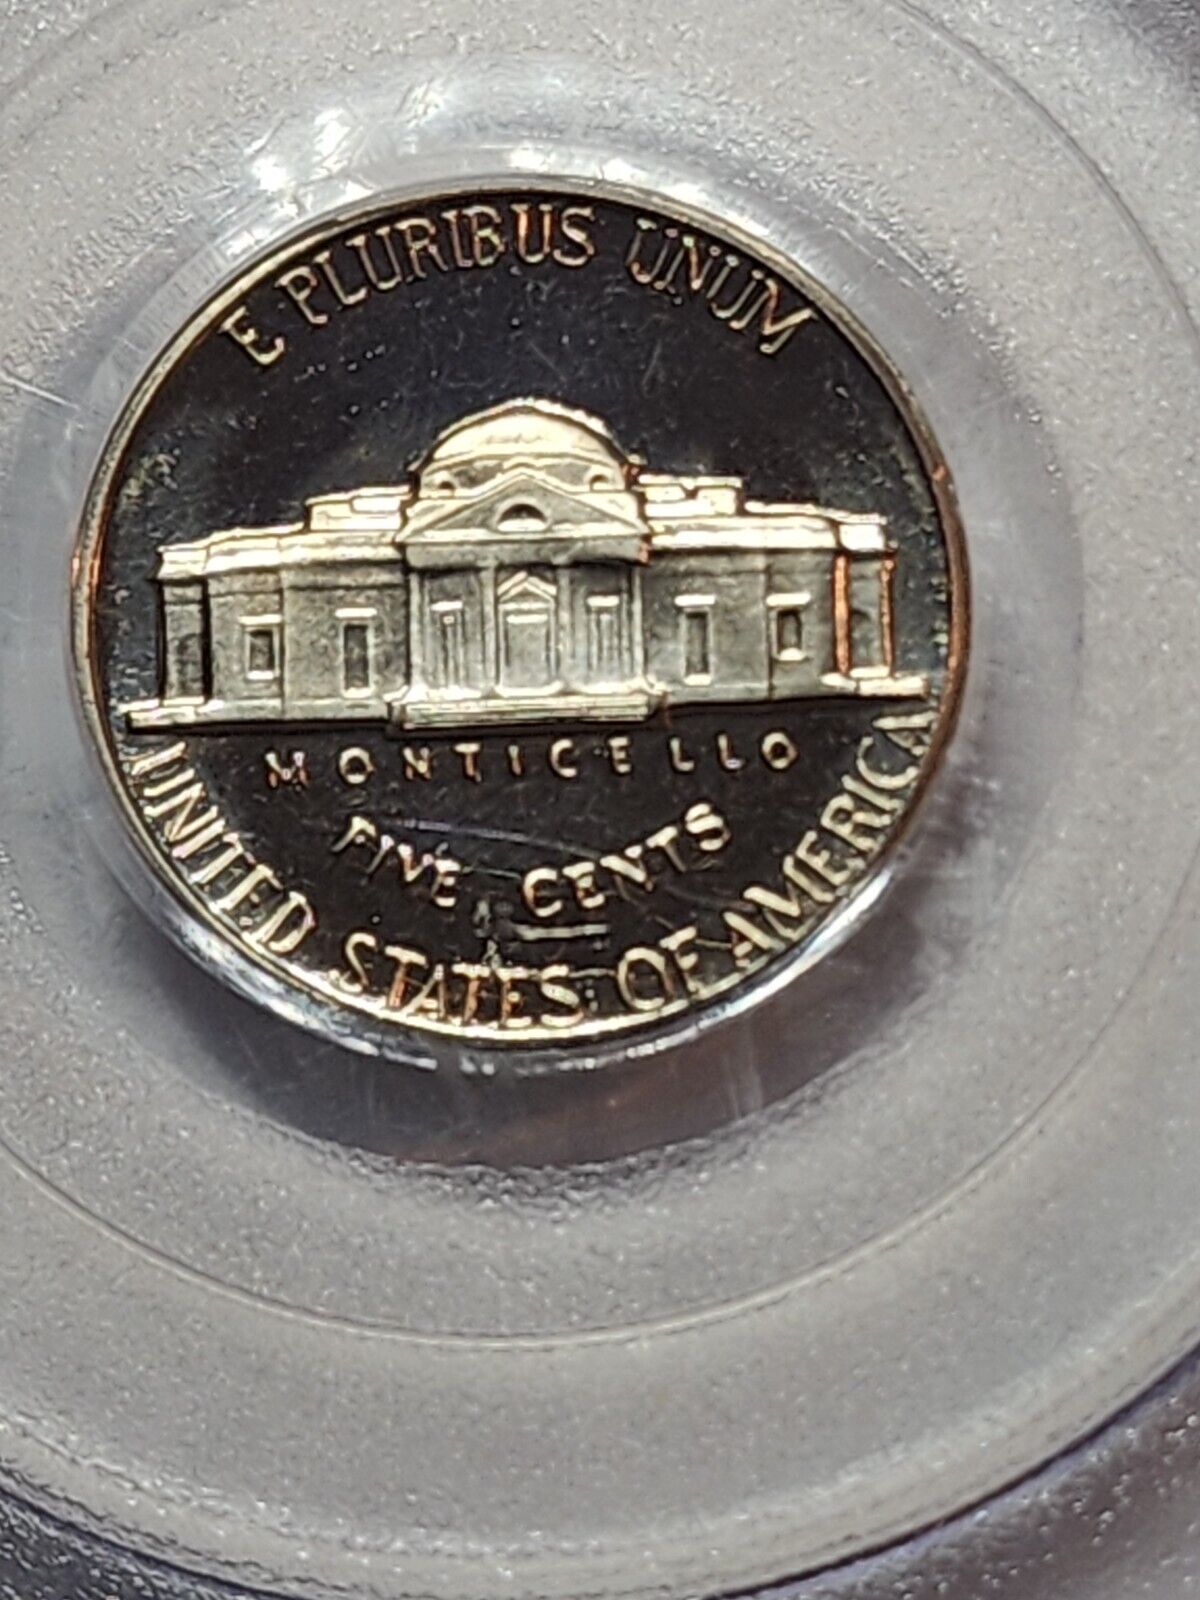 E PLURIBUS UNUM
MONTICELLO
FIVE CENTS
UNITED STATES OF AMERICA